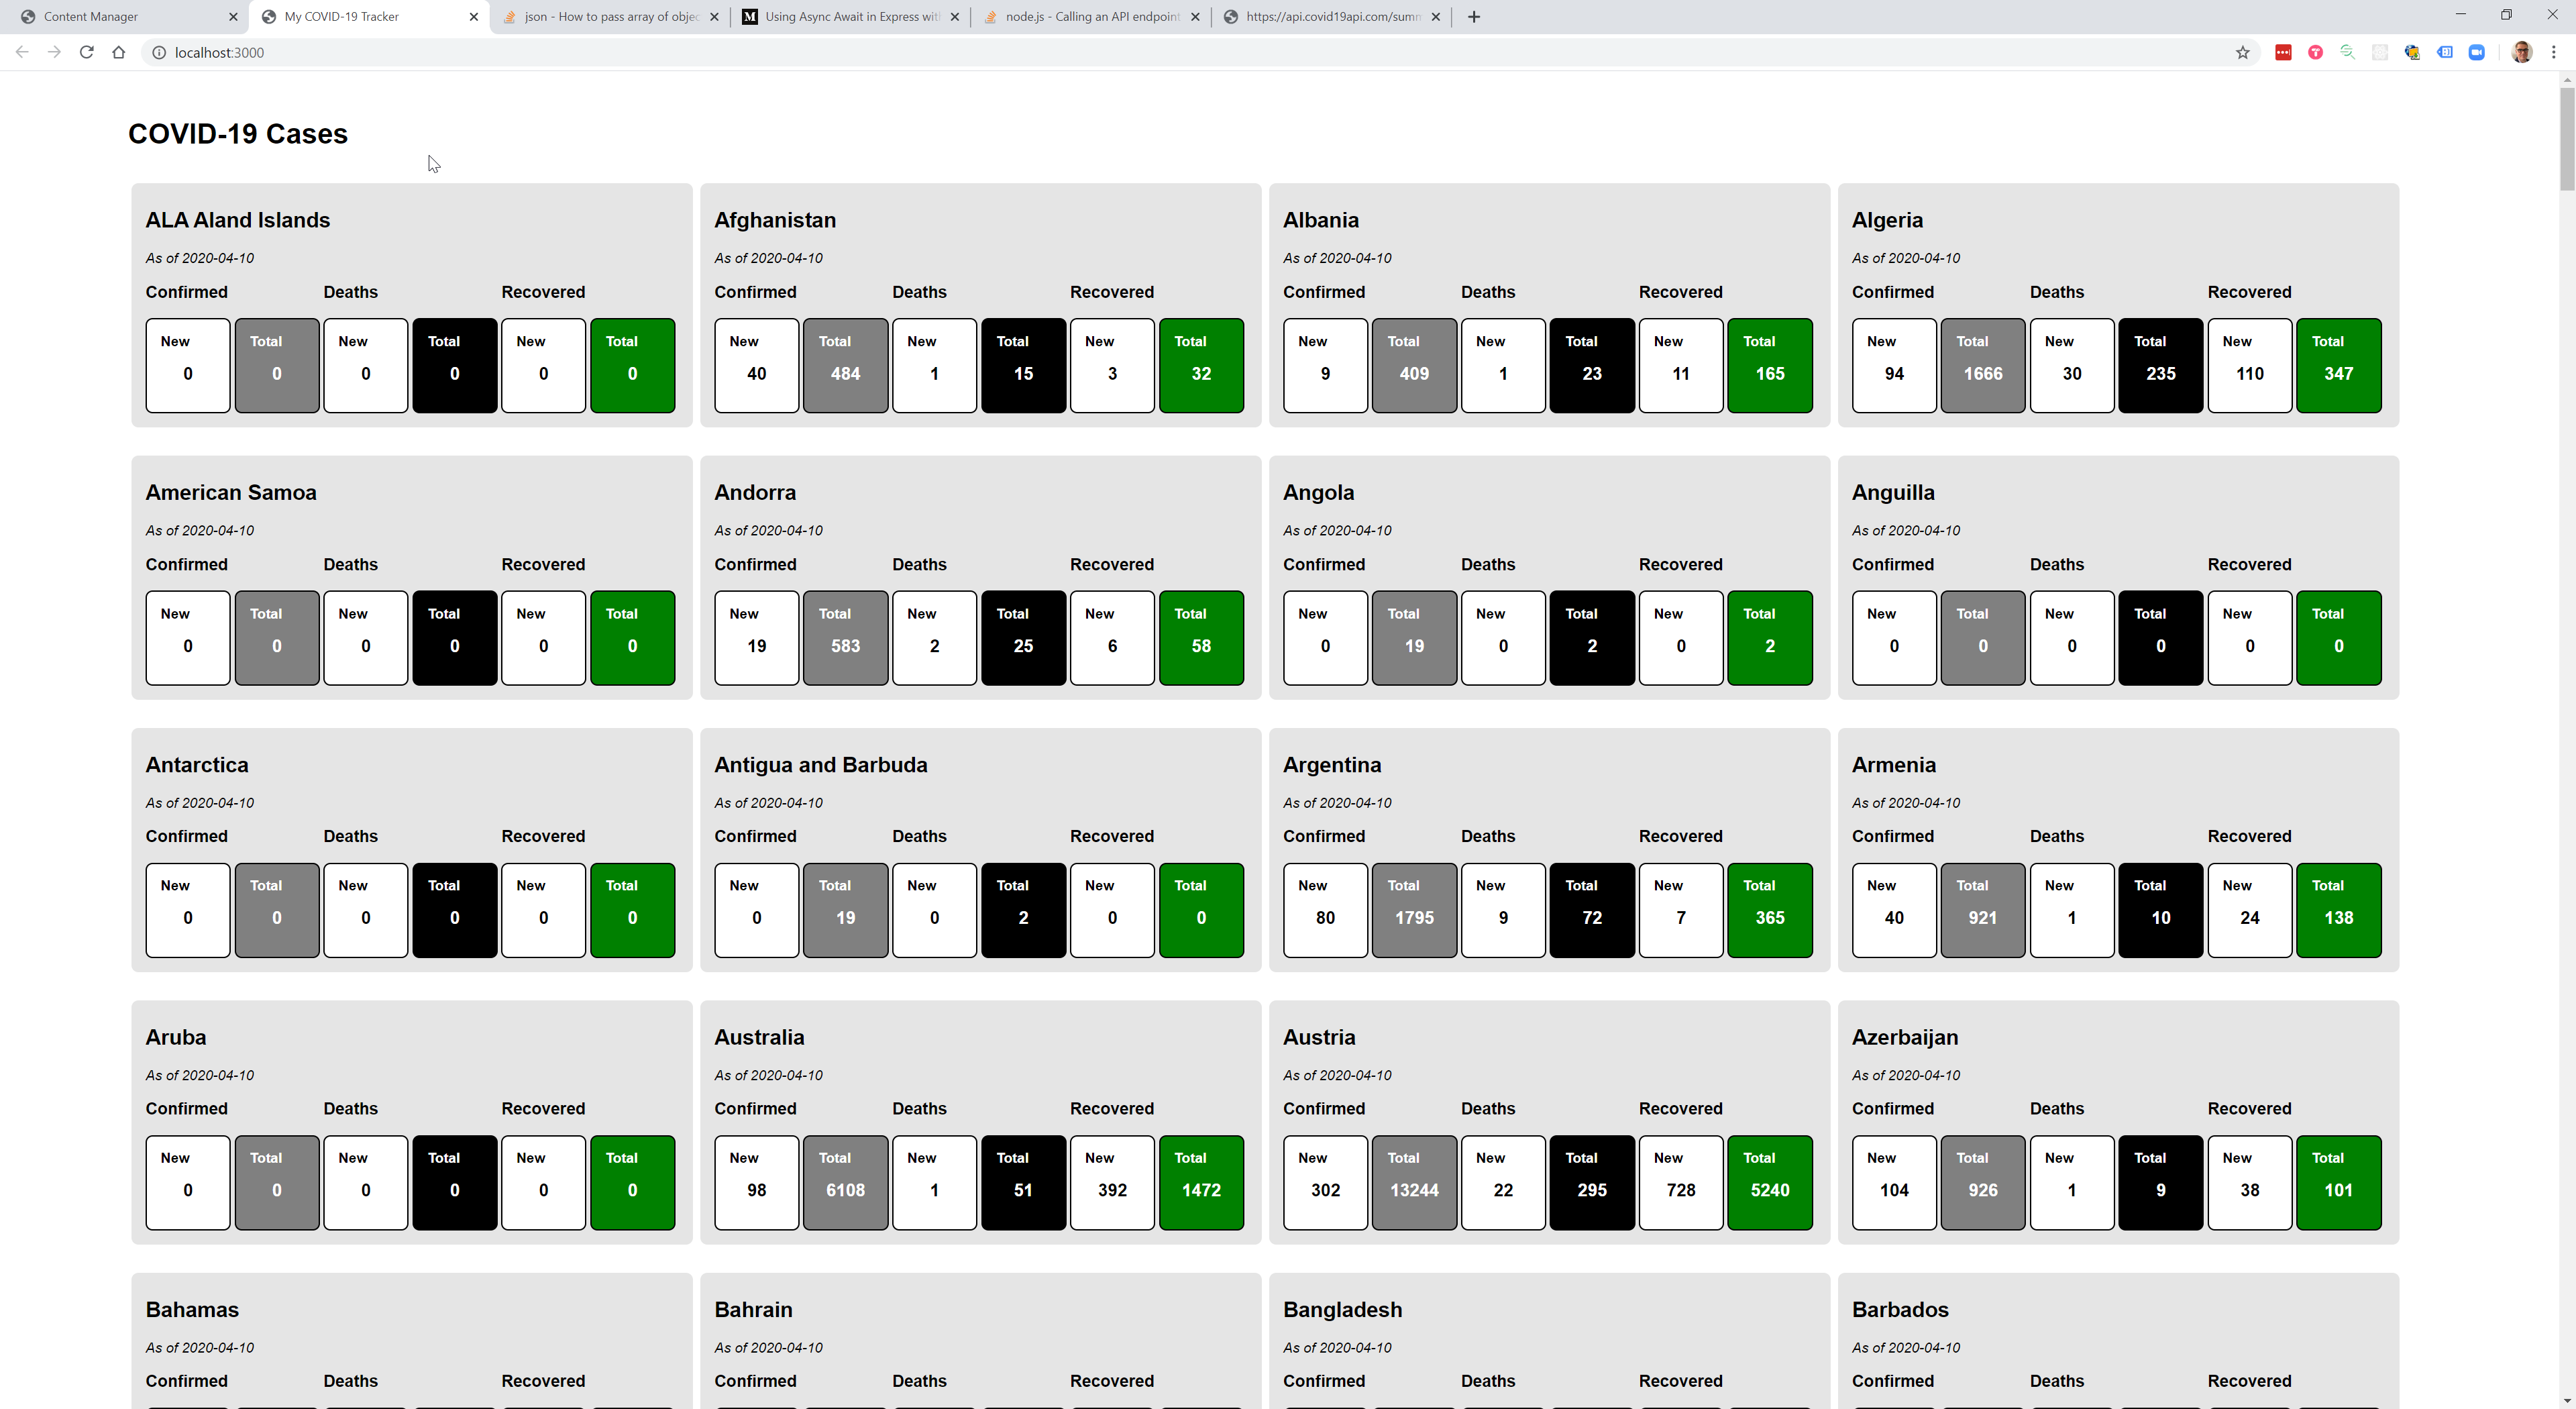 Content Manager
My COVID-19 Tracker
json - How to pass array of objec
M Using Async Await in Express wit
node.js - Calling an API endpoint
https://api.covid19api.com/sum
localhost:3000
COVID-19 Cases
ALA Aland Islands Afghanistan Albania Algeria
As of 2020-04-10 As of 2020-04-10 As of 2020-04-10 As of 2020-04-10
Confirmed Deaths Recovered Confirmed Deaths Recovered Confirmed Deaths Recovered Confirmed Deaths Recovered
New Total New Total New Total New Total New Total New Total New Total New Total New Total New Total New Total New Total
0 0 0 0 0 0 40 484 1 15 3 32 9 409 1 23 11 165 94 1666 30 235 110 347
American Samoa Andorra Angola Anguilla
As of 2020-04-10 As of 2020-04-10 As of 2020-04-10 As of 2020-04-10
Confirmed Deaths Recovered Confirmed Deaths Recovered Confirmed Deaths Recovered Confirmed Deaths Recovered
New Total New Total New Total New Total New Total New Total New Total New Total New Total New Total New Total New Total
0 0 0 0 0 0 19 583 2 25 6 58 0 19 0 2 0 2 0 0 0 0 0 0
Antarctica Antigua and Barbuda Argentina Armenia
As of 2020-04-10 As of 2020-04-10 As of 2020-04-10 As of 2020-04-10
Confirmed Deaths Recovered Confirmed Deaths Recovered Confirmed Deaths Recovered Confirmed Deaths Recovered
New Total New Total New Total New Total New Total New Total New Total New Total New Total New Total New Total New Total
0 0 0 0 0 0 0 19 0 2 0 0 80 1795 9 72 7 365 40 921 1 10 24 138
Aruba Australia Austria Azerbaijan
As of 2020-04-10 As of 2020-04-10 As of 2020-04-10 As of 2020-04-10
Confirmed Deaths Recovered Confirmed Deaths Recovered Confirmed Deaths Recovered Confirmed Deaths Recovered
New Total New Total New Total New Total New Total New Total New Total New Total New Total New Total New Total New Total
0 0 0 0 0 0 98 6108 1 51 392 1472 302 13244 22 295 728 5240 104 926 1 9 38 101
Bahamas Bahrain Bangladesh Barbados
As of 2020-04-10 As of 2020-04-10 As of 2020-04-10 As of 2020-04-10
Confirmed Deaths Recovered Confirmed Deaths Recovered Confirmed Deaths Recovered Confirmed Deaths Recovered